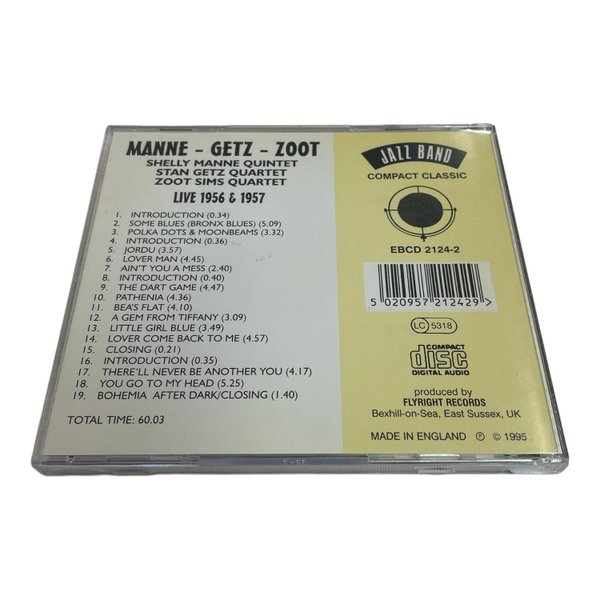 MANNE - GETZ - ZOOT
SHELLY MANNE QUINTET
STAN GETZ QUARTET
ZOOT SIMS QUARTET
LIVE 1956 & 1957
1. INTRODUCTION (0.34)
2. SOME BLUES (BRONX BLUES) (5.09)
3. POLKA DOTS & MOONBEAMS (3.32)
4. INTRODUCTION (0.36)
5. JORDU (3.57)
6. LOVER MAN (4.45)
7. AIN'T YOU A MESS (2.40)
8. INTRODUCTION (0.40)
9. THE DART GAME (4.47)
10. PATHENIA (4.36)
11. BEA'S FLAT (4.10)
12. A GEM FROM TIFFANY (3.09)
13. LITTLE GIRL BLUE (3.49)
14. LOVER COME BACK TO ME (4.57)
15. CLOSING (0.21)
16. INTRODUCTION (0.35)
17. THERE'LL NEVER BE ANOTHER YOU (4.17)
18. YOU GO TO MY HEAD (5.25)
19. BOHEMIA AFTER DARK/CLOSING (1.40)
TOTAL TIME: 60.03
JAZZ BAND
COMPACT CLASSIC
EBCD 2124-2
5 020957 212429 >
LC 5318
COMPACT
disc
DIGITAL AUDIO
produced by
FLYRIGHT RECORDS
Bexhill-on-Sea, East Sussex, UK
MADE IN ENGLAND ℗ © 1995